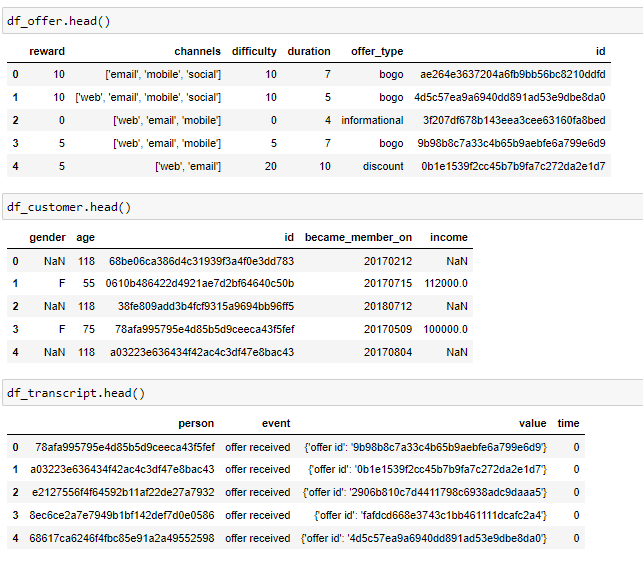 df_offer.head()
reward channels difficulty duration offer_type id
0 10 ['email', 'mobile', 'social'] 10 7 bogo ae264e3637204a6fb9bb56bc8210ddfd
1 10 ['web', 'email', 'mobile', 'social'] 10 5 bogo 4d5c57ea9a6940dd891ad53e9dbe8da0
2 0 ['web', 'email', 'mobile'] 0 4 informational 3f207df678b143eea3cee63160fa8bed
3 5 ['web', 'email', 'mobile'] 5 7 bogo 9b98b8c7a33c4b65b9aebfe6a799e6d9
4 5 ['web', 'email'] 20 10 discount 0b1e1539f2cc45b7b9fa7c272da2e1d7
df_customer.head()
gender age id became_member_on income
0 NaN 118 68be06ca386d4c31939f3a4f0e3dd783 20170212 NaN
1 F 55 0610b486422d4921ae7d2bf64640c50b 20170715 112000.0
2 NaN 118 38fe809add3b4fcf9315a9694bb96ff5 20180712 NaN
3 F 75 78afa995795e4d85b5d9ceeca43f5fef 20170509 100000.0
4 NaN 118 a03223e636434f42ac4c3df47e8bac43 20170804 NaN
df_transcript.head()
person event value time
0 78afa995795e4d85b5d9ceeca43f5fef offer received {'offer id': '9b98b8c7a33c4b65b9aebfe6a799e6d9'} 0
1 a03223e636434f42ac4c3df47e8bac43 offer received {'offer id': '0b1e1539f2cc45b7b9fa7c272da2e1d7'} 0
2 e2127556f4f64592b11af22de27a7932 offer received {'offer id': '2906b810c7d4411798c6938adc9daaa5'} 0
3 8ec6ce2a7e7949b1bf142def7d0e0586 offer received {'offer id': 'fafdcd668e3743c1bb461111dcafc2a4'} 0
4 68617ca6246f4fbc85e91a2a49552598 offer received {'offer id': '4d5c57ea9a6940dd891ad53e9dbe8da0'} 0